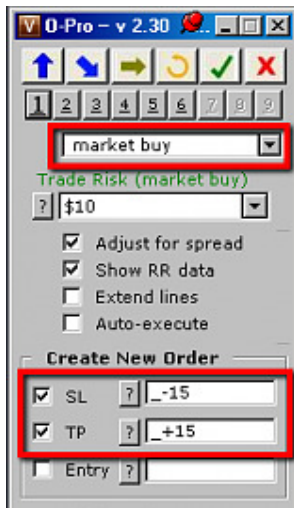 V O-Pro – v 2.30
1 2 3 4 5 6 7 8 9
market buy
Trade Risk (market buy)
? $10
Adjust for spread
Show RR data
Extend lines
Auto-execute
Create New Order
SL ? _-15
TP ? _+15
Entry ?